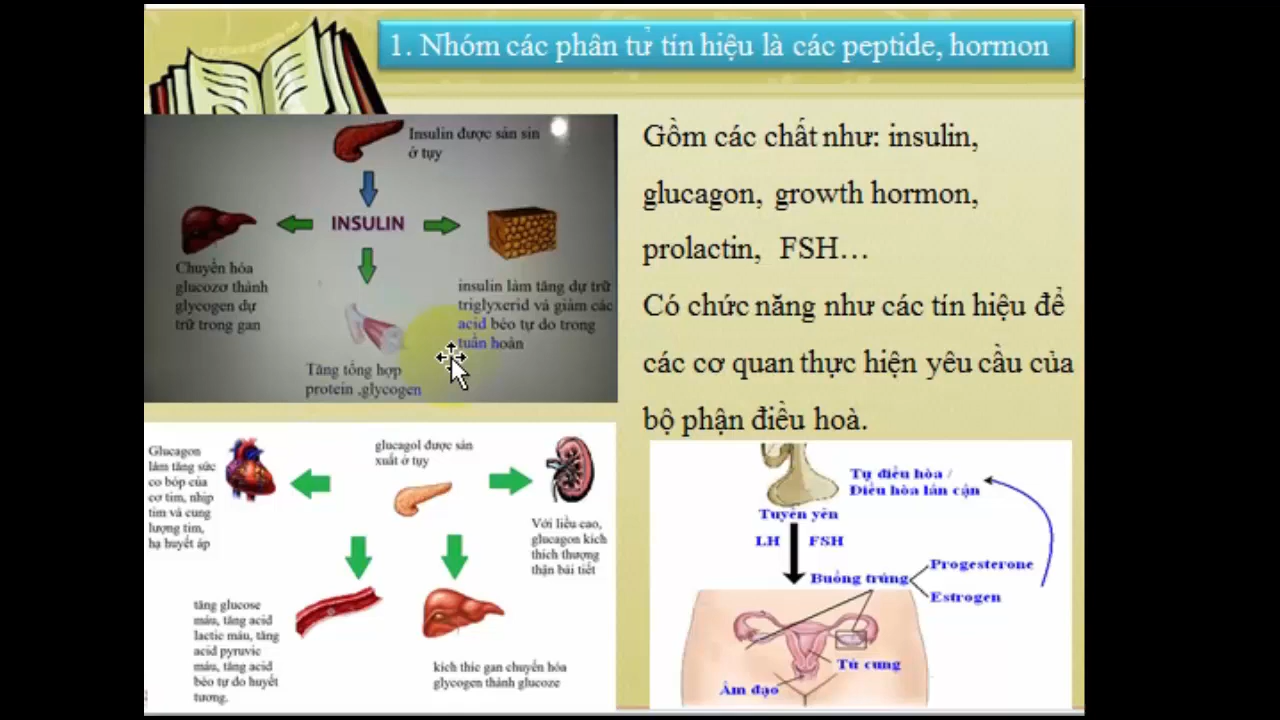 1. Nhóm các phân tử tín hiệu là các peptide, hormon
Insulin được sản sin
ở tụy
INSULIN
Chuyển hóa
glucozơ thành
glycogen dự
trữ trong gan
insulin làm tăng dự trữ
triglyxerid và giảm các
acid béo tự do trong
tuần hoàn
Tăng tổng hợp
protein ,glycogen
Gồm các chất như: insulin,
glucagon, growth hormon,
prolactin, FSH…
Có chức năng như các tín hiệu để
các cơ quan thực hiện yêu cầu của
bộ phận điều hoà.
Glucagon
làm tăng sức
co bóp của
cơ tim, nhịp
tim và cung
lượng tim,
hạ huyết áp
glucagol được sản
xuất ở tụy
Với liều cao,
glucagon kích
thích thượng
thận bài tiết
tăng glucose
máu, tăng acid
lactic máu, tăng
acid pyruvic
máu, tăng acid
béo tự do huyết
tương.
kich thic gan chuyển hóa
glycogen thành glucoze
Tự điều hòa /
Điều hòa lân cận
Tuyến yên
LH FSH
Buồng trứng
Progesterone
Estrogen
Tử cung
Âm đạo